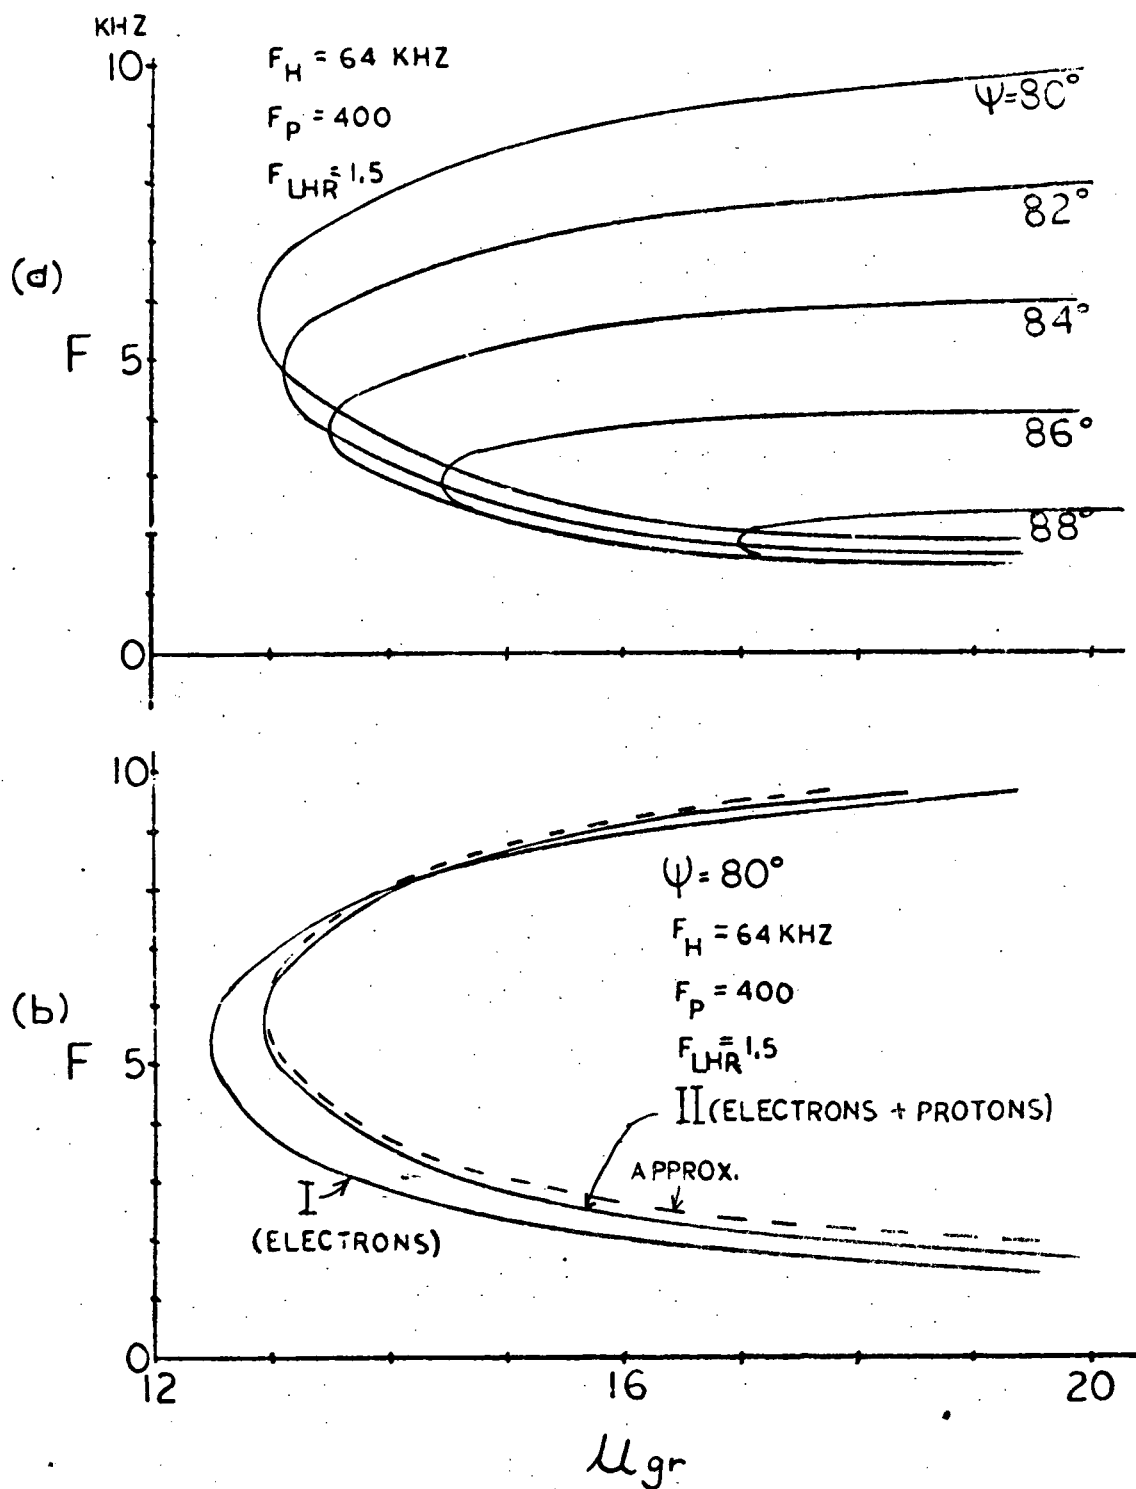 KHZ
10
F_H = 64 KHZ
F_P = 400
F_LHR = 1.5
ψ=80°
82°
(a)
84°
F 5
86°
88°
0
10
ψ=80°
F_H = 64 KHZ
F_P = 400
(b)
F 5
F_LHR = 1.5
II (ELECTRONS + PROTONS)
APPROX.
I
(ELECTRONS)
0
12 16 20
μgr